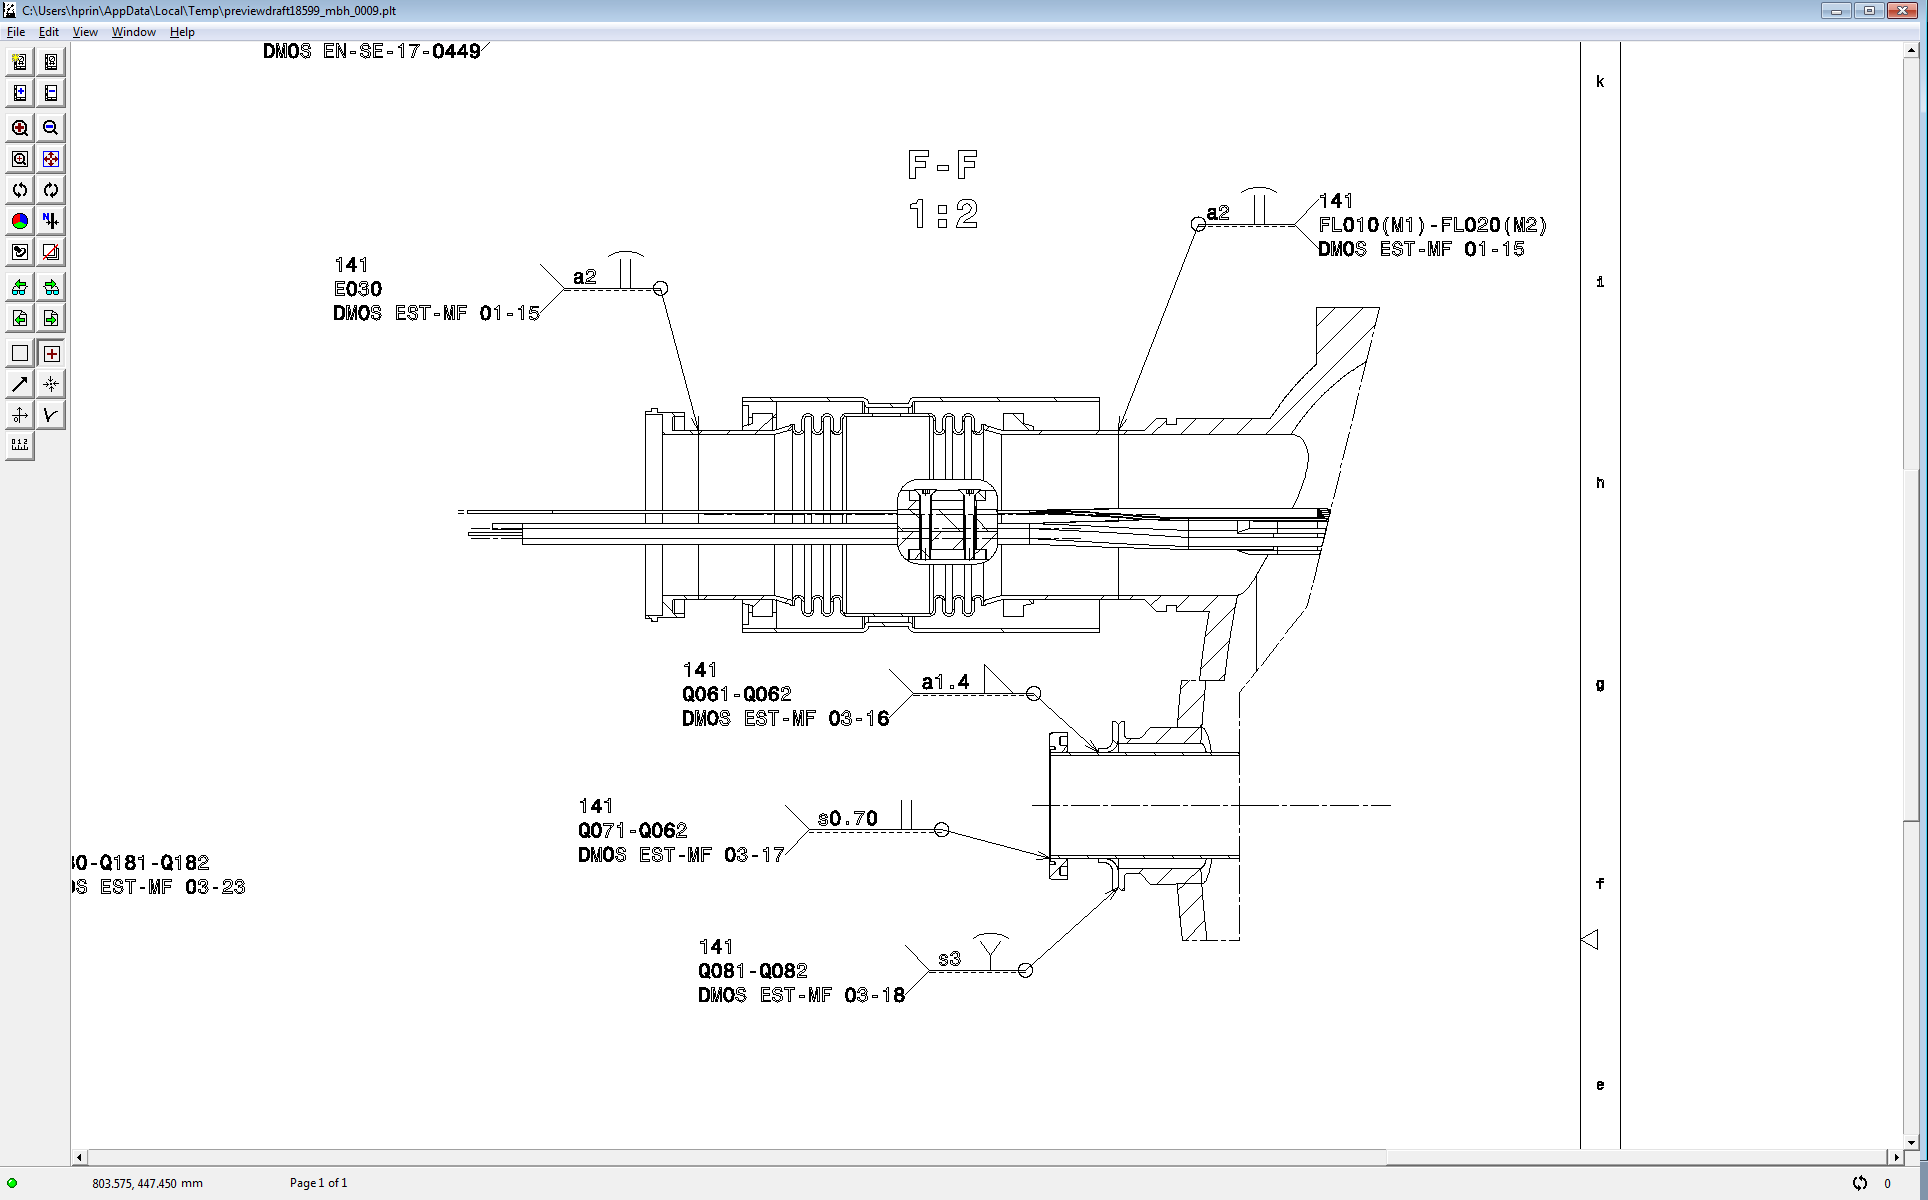 C:\Users\hprin\AppData\Local\Temp\previewdraft18599_mbh_0009.plt
File Edit View Window Help
DMOS EN-SE-17-0449
k
F-F
1:2
a2
141
FL010(M1)-FL020(M2)
DMOS EST-MF 01-15
141
E030
DMOS EST-MF 01-15
a2
i
h
141
Q061-Q062
DMOS EST-MF 03-16
a1.4
g
141
Q071-Q062
DMOS EST-MF 03-17
s0.70
0-Q181-Q182
S EST-MF 03-23
f
141
Q081-Q082
DMOS EST-MF 03-18
s3
e
803.575, 447.450 mm
Page 1 of 1
0